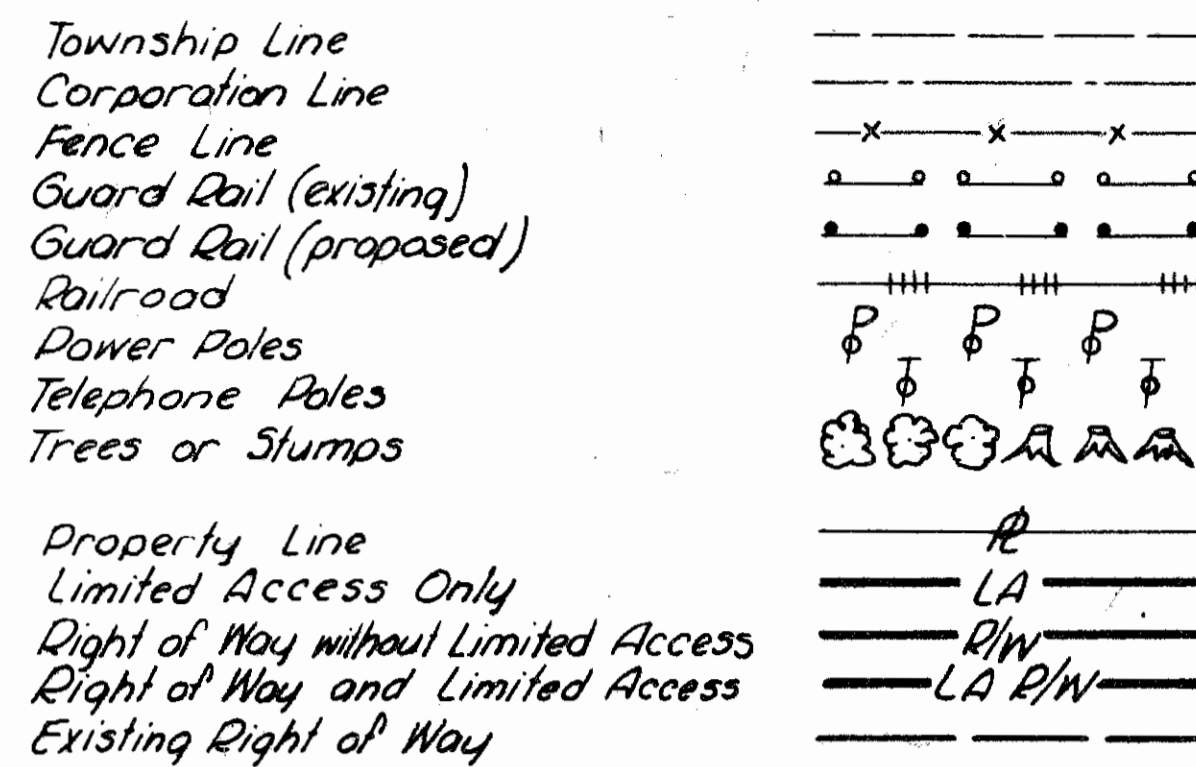 Township Line
Corporation Line
Fence Line X X X
Guard Rail (existing)
Guard Rail (proposed)
Railroad
Power Poles P P P
Telephone Poles T T T
Trees or Stumps
Property Line PL
Limited Access Only LA
Right of Way without Limited Access R/W
Right of Way and Limited Access LA R/W
Existing Right of Way